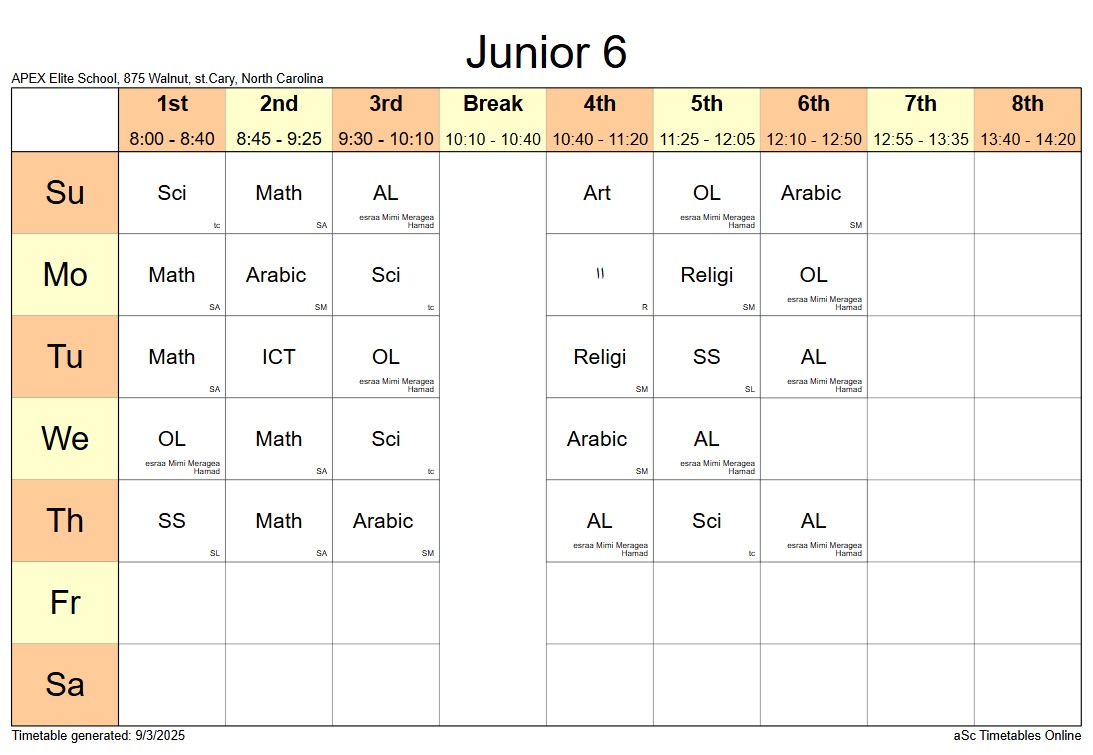 Junior 6
APEX Elite School, 875 Walnut, st.Cary, North Carolina
1st 2nd 3rd Break 4th 5th 6th 7th 8th
8:00 - 8:40 8:45 - 9:25 9:30 - 10:10 10:10 - 10:40 10:40 - 11:20 11:25 - 12:05 12:10 - 12:50 12:55 - 13:35 13:40 - 14:20
Su Sci Math AL Art OL Arabic
esraa Mimi Meragea esraa Mimi Meragea
tc SA Hamad Hamad SM
Mo Math Arabic Sci Religi OL
esraa Mimi Meragea
SA SM tc R SM Hamad
Tu Math ICT OL Religi SS AL
esraa Mimi Meragea esraa Mimi Meragea
SA Hamad SM SL Hamad
We OL Math Sci Arabic AL
esraa Mimi Meragea esraa Mimi Meragea
Hamad SA tc SM Hamad
Th SS Math Arabic AL Sci AL
esraa Mimi Meragea esraa Mimi Meragea
SL SA SM Hamad tc Hamad
Fr
Sa
Timetable generated: 9/3/2025 aSc Timetables Online